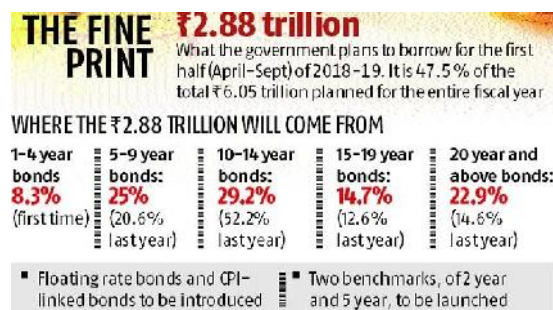 THE FINE
PRINT
₹2.88 trillion
What the government plans to borrow for the first
half (April-Sept) of 2018-19. It is 47.5% of the
total ₹6.05 trillion planned for the entire fiscal year
WHERE THE ₹2.88 TRILLION WILL COME FROM
1-4 year
bonds
8.3%
(first time)
5-9 year
bonds:
25%
(20.6%
last year)
10-14 year
bonds:
29.2%
(52.2%
last year)
15-19 year
bonds:
14.7%
(12.6%
last year)
20 year and
above bonds:
22.9%
(14.6%
last year)
■ Floating rate bonds and CPI-
linked bonds to be introduced
■ Two benchmarks, of 2 year
and 5 year, to be launched